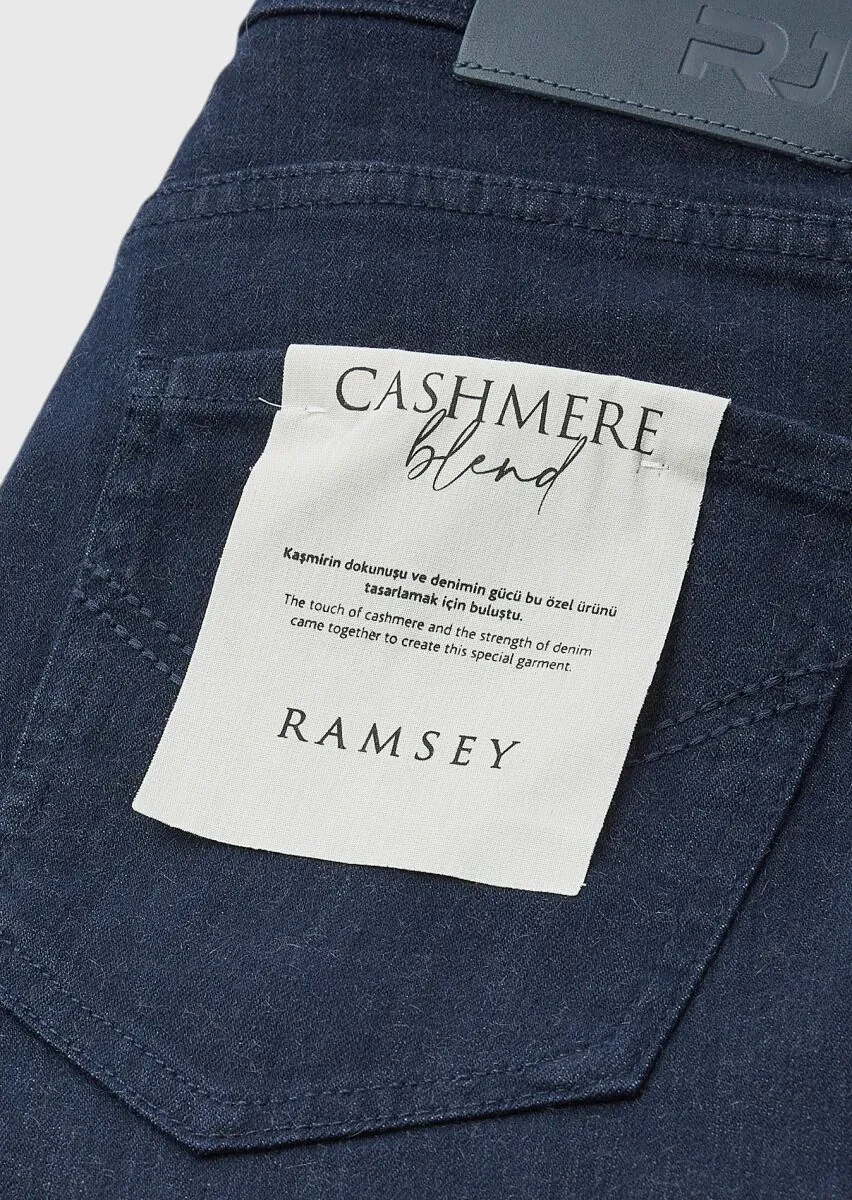 RJ
CASHMERE
blend
Kaşmirin dokunuşu ve denimin gücü bu özel ürünü
tasarlamak için buluştu.
The touch of cashmere and the strength of denim
came together to create this special garment.
RAMSEY